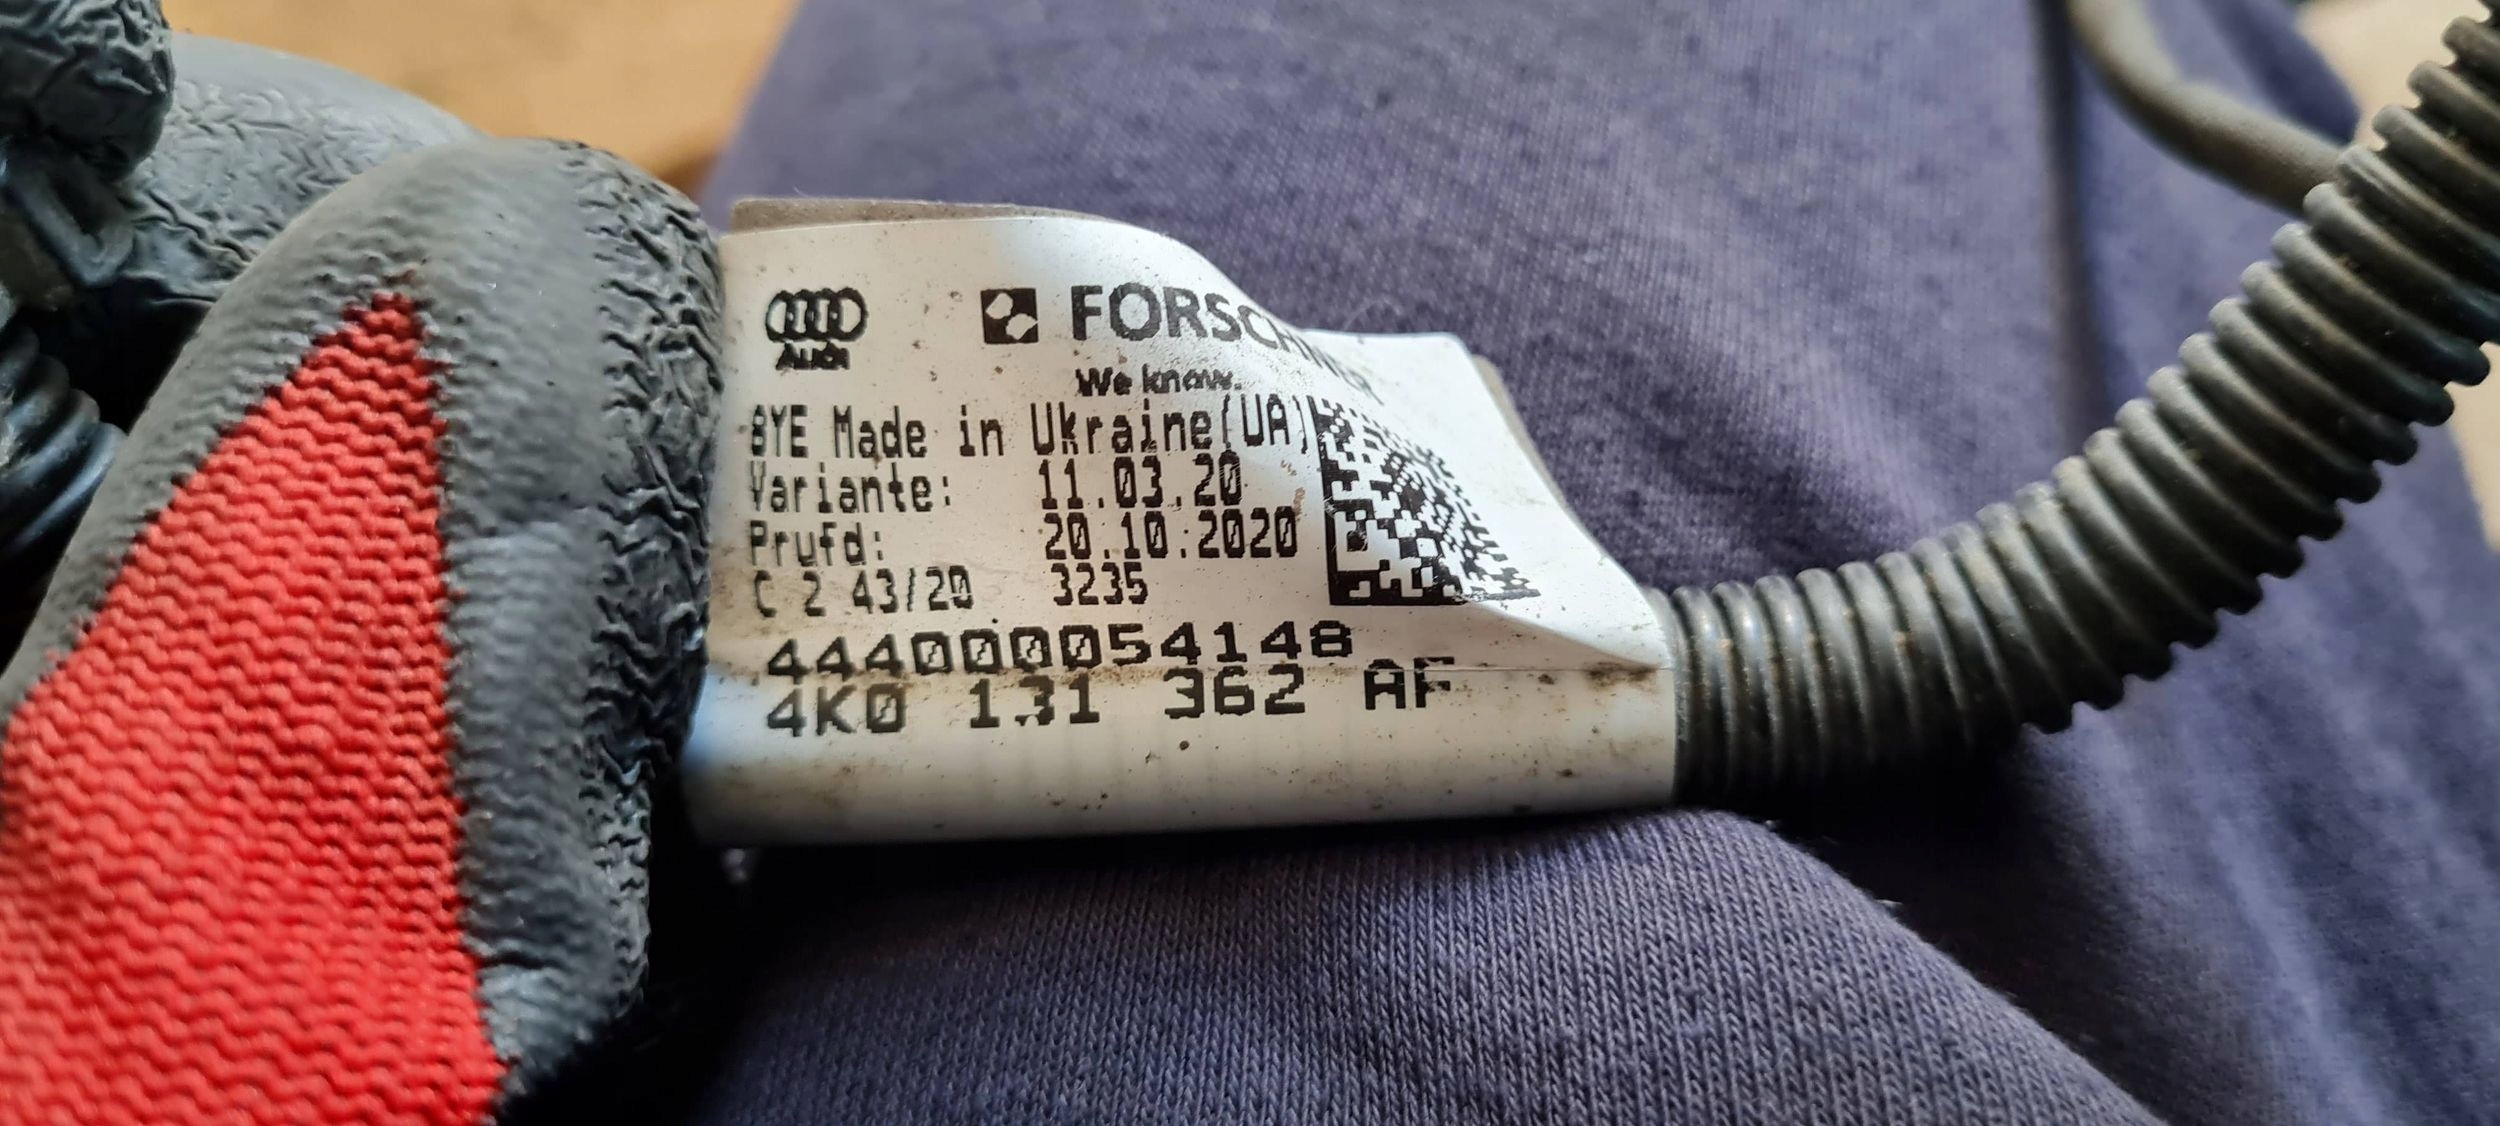 Audi
FORSCHNER
We know.
8YE Made in Ukraine(UA)
Variante: 11.03.20
Prufd: 20.10.2020
C 2 43/20 3235
444000054148
4K0 131 362 AF